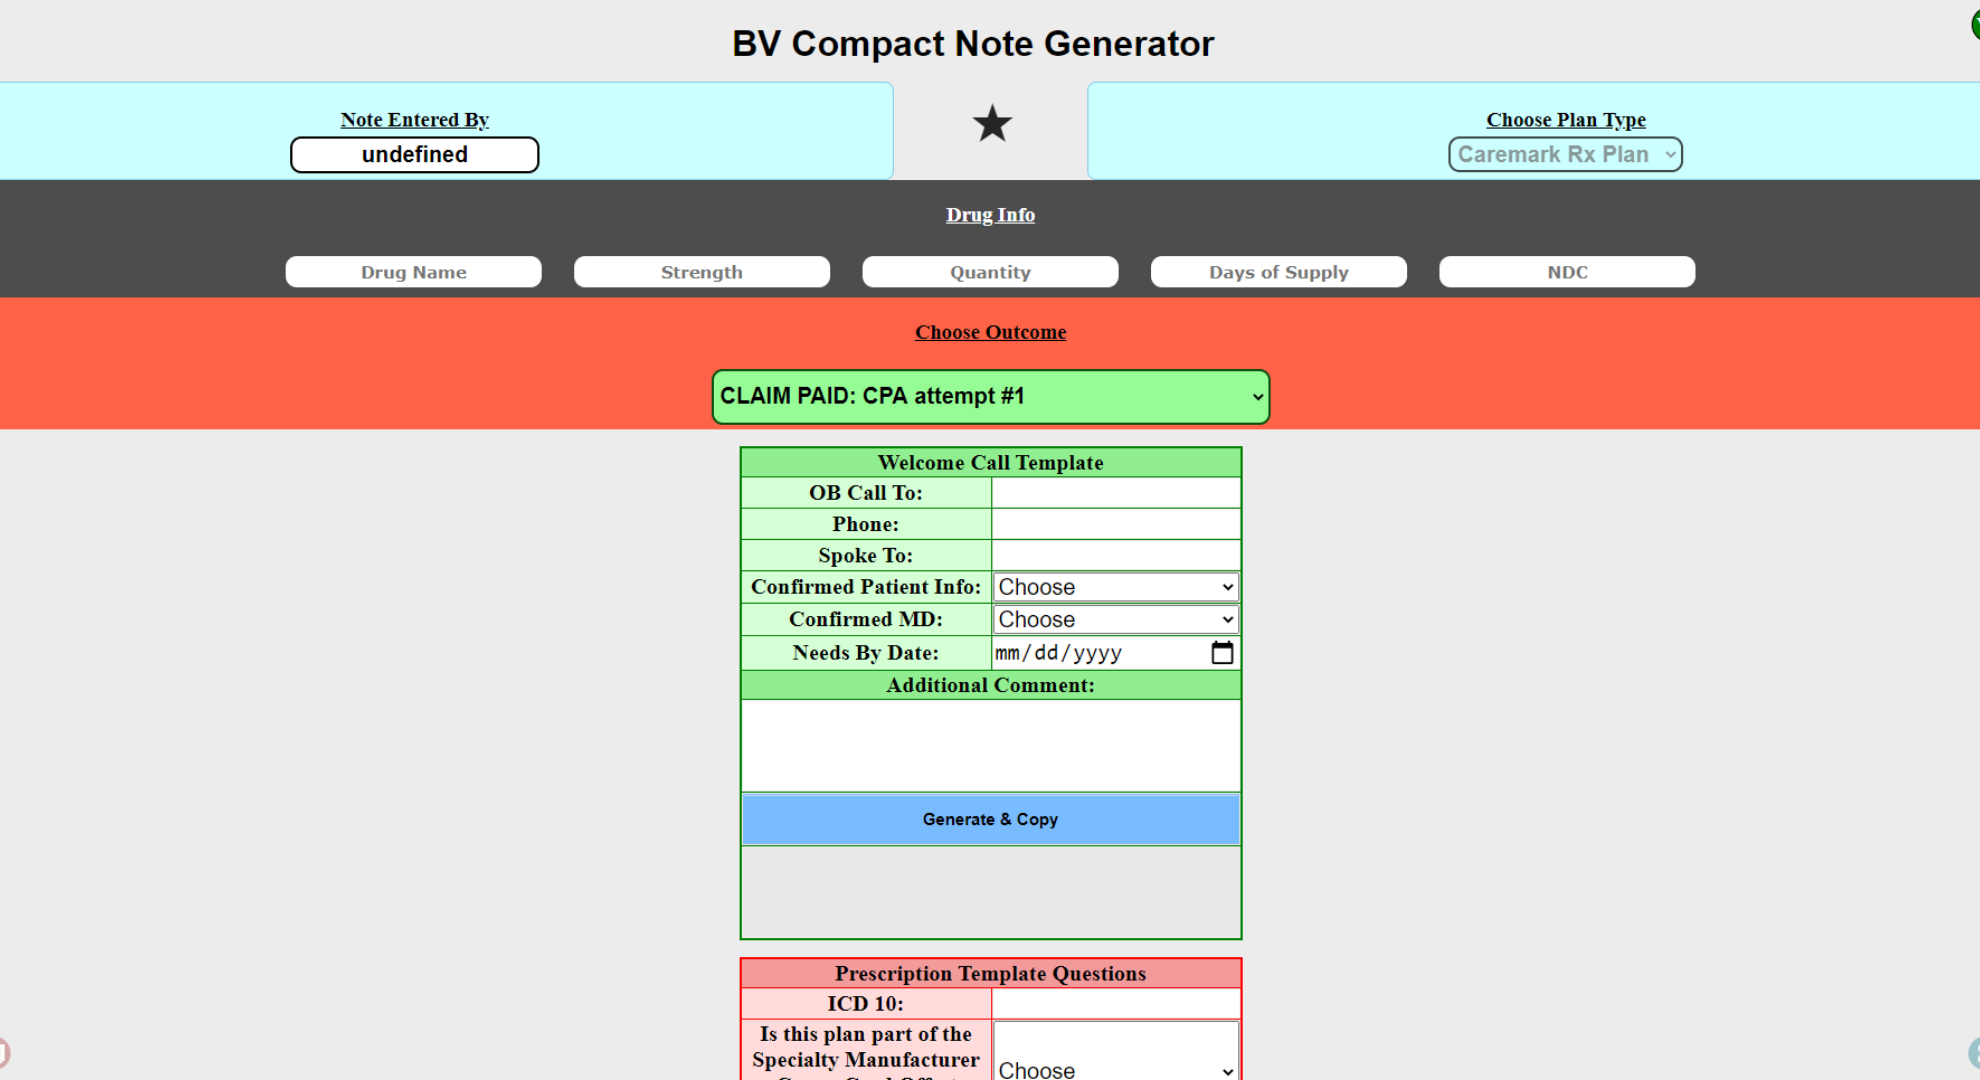 BV Compact Note Generator
Note Entered By
undefined
Choose Plan Type
Caremark Rx Plan
Drug Info
Drug Name
Strength
Quantity
Days of Supply
NDC
Choose Outcome
CLAIM PAID: CPA attempt #1
Welcome Call Template
OB Call To:
Phone:
Spoke To:
Confirmed Patient Info:
Choose
Confirmed MD:
Choose
Needs By Date:
mm/dd/yyyy
Additional Comment:
Generate & Copy
Prescription Template Questions
ICD 10:
Is this plan part of the
Specialty Manufacturer
Choose